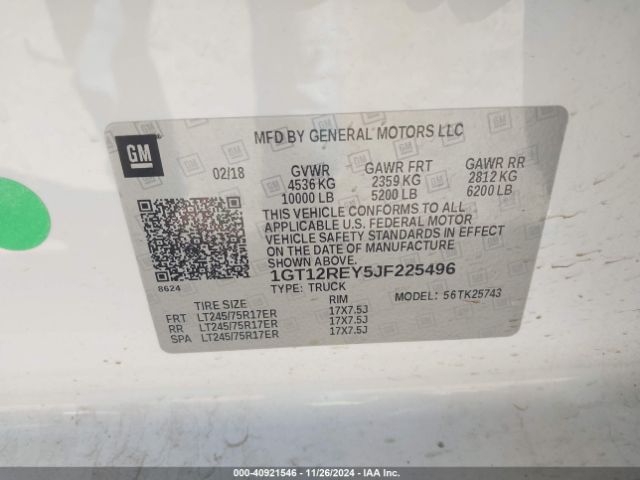 GM
MFD BY GENERAL MOTORS LLC
02/18 GVWR GAWR FRT GAWR RR
4536 KG 2359 KG 2812 KG
10000 LB 5200 LB 6200 LB
THIS VEHICLE CONFORMS TO ALL
APPLICABLE U.S. FEDERAL MOTOR
VEHICLE SAFETY STANDARDS IN EFFECT
ON THE DATE OF MANUFACTURE
SHOWN ABOVE.
8624
1GT12REY5JF225496
TYPE: TRUCK MODEL: 56TK25743
TIRE SIZE RIM
FRT LT245/75R17ER 17X7.5J
RR LT245/75R17ER 17X7.5J
SPA LT245/75R17ER 17X7.5J
000-40921546 - 11/26/2024 - IAAI.COM